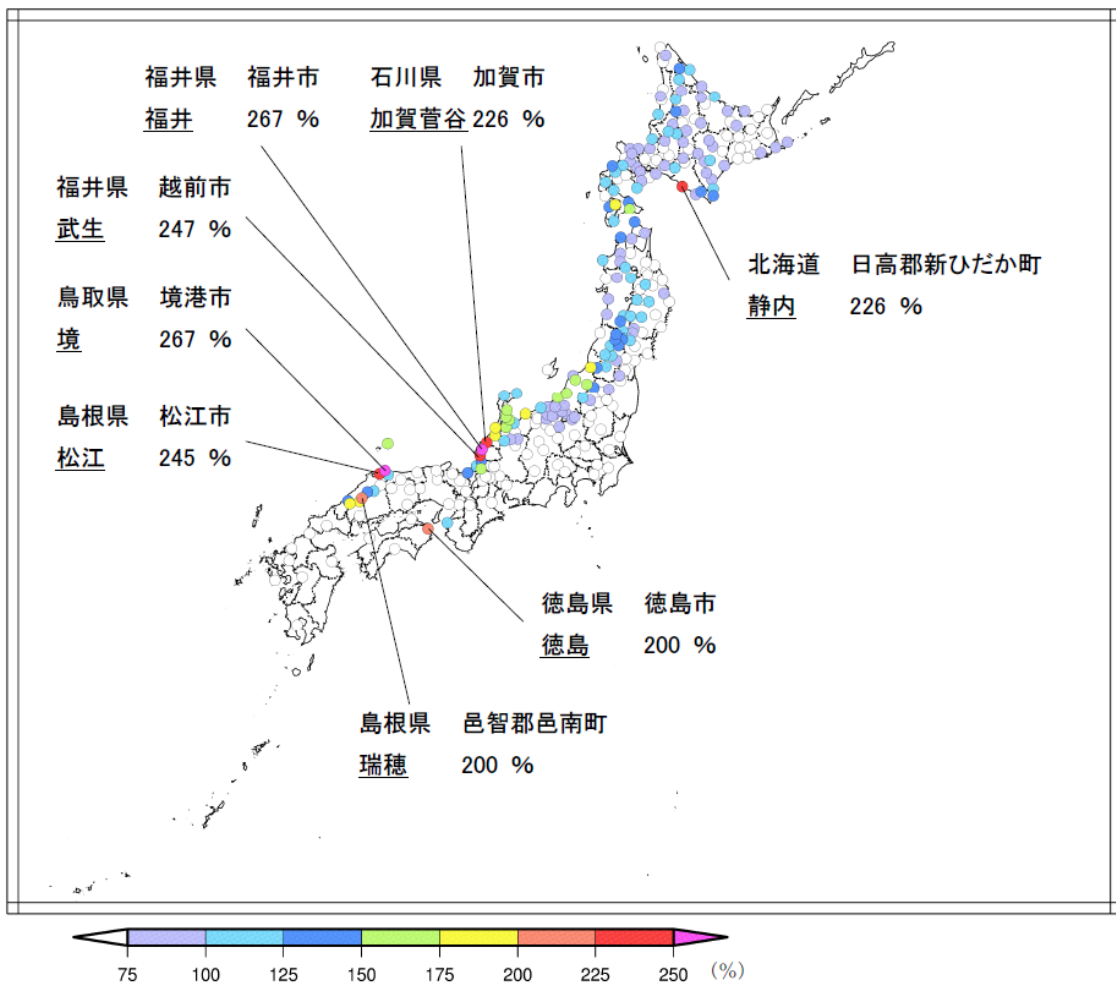 福井県 福井市
福井 267 %
石川県 加賀市
加賀菅谷 226 %
福井県 越前市
武生 247 %
鳥取県 境港市
境 267 %
島根県 松江市
松江 245 %
北海道 日高郡新ひだか町
静内 226 %
徳島県 徳島市
徳島 200 %
島根県 邑智郡邑南町
瑞穂 200 %
75 100 125 150 175 200 225 250 (%)